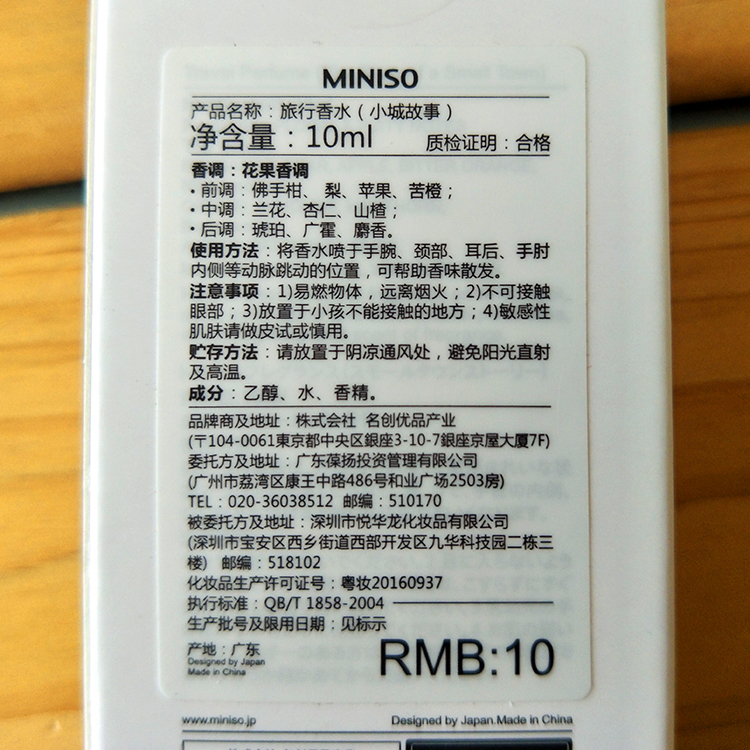 MINISO
产品名称：旅行香水（小城故事）
净含量：10ml 质检证明：合格
香调：花果香调
·前调：佛手柑、 梨、苹果、苦橙；
·中调：兰花、杏仁、山楂；
·后调：琥珀、广霍、麝香。
使用方法：将香水喷于手腕、颈部、耳后、手肘
内侧等动脉跳动的位置，可帮助香味散发。
注意事项：1)易燃物体，远离烟火；2)不可接触
眼部；3)放置于小孩不能接触的地方；4)敏感性
肌肤请做皮试或慎用。
贮存方法：请放置于阴凉通风处，避免阳光直射
及高温。
成分：乙醇、水、香精。
品牌商及地址：株式会社 名创优品产业
(〒104-0061東京都中央区銀座3-10-7銀座京屋大厦7F)
委托方及地址：广东葆扬投资管理有限公司
(广州市荔湾区康王中路486号和业广场2503房)
TEL：020-36038512 邮编：510170
被委托方及地址：深圳市悦华龙化妆品有限公司
(深圳市宝安区西乡街道西部开发区九华科技园二栋三
楼) 邮编：518102
化妆品生产许可证号：粤妆20160937
执行标准：QB/T 1858-2004
生产批号及限用日期：见标示
产地：广东
Designed by Japan
Made in China
RMB:10
www.miniso.jp Designed by Japan.Made in China